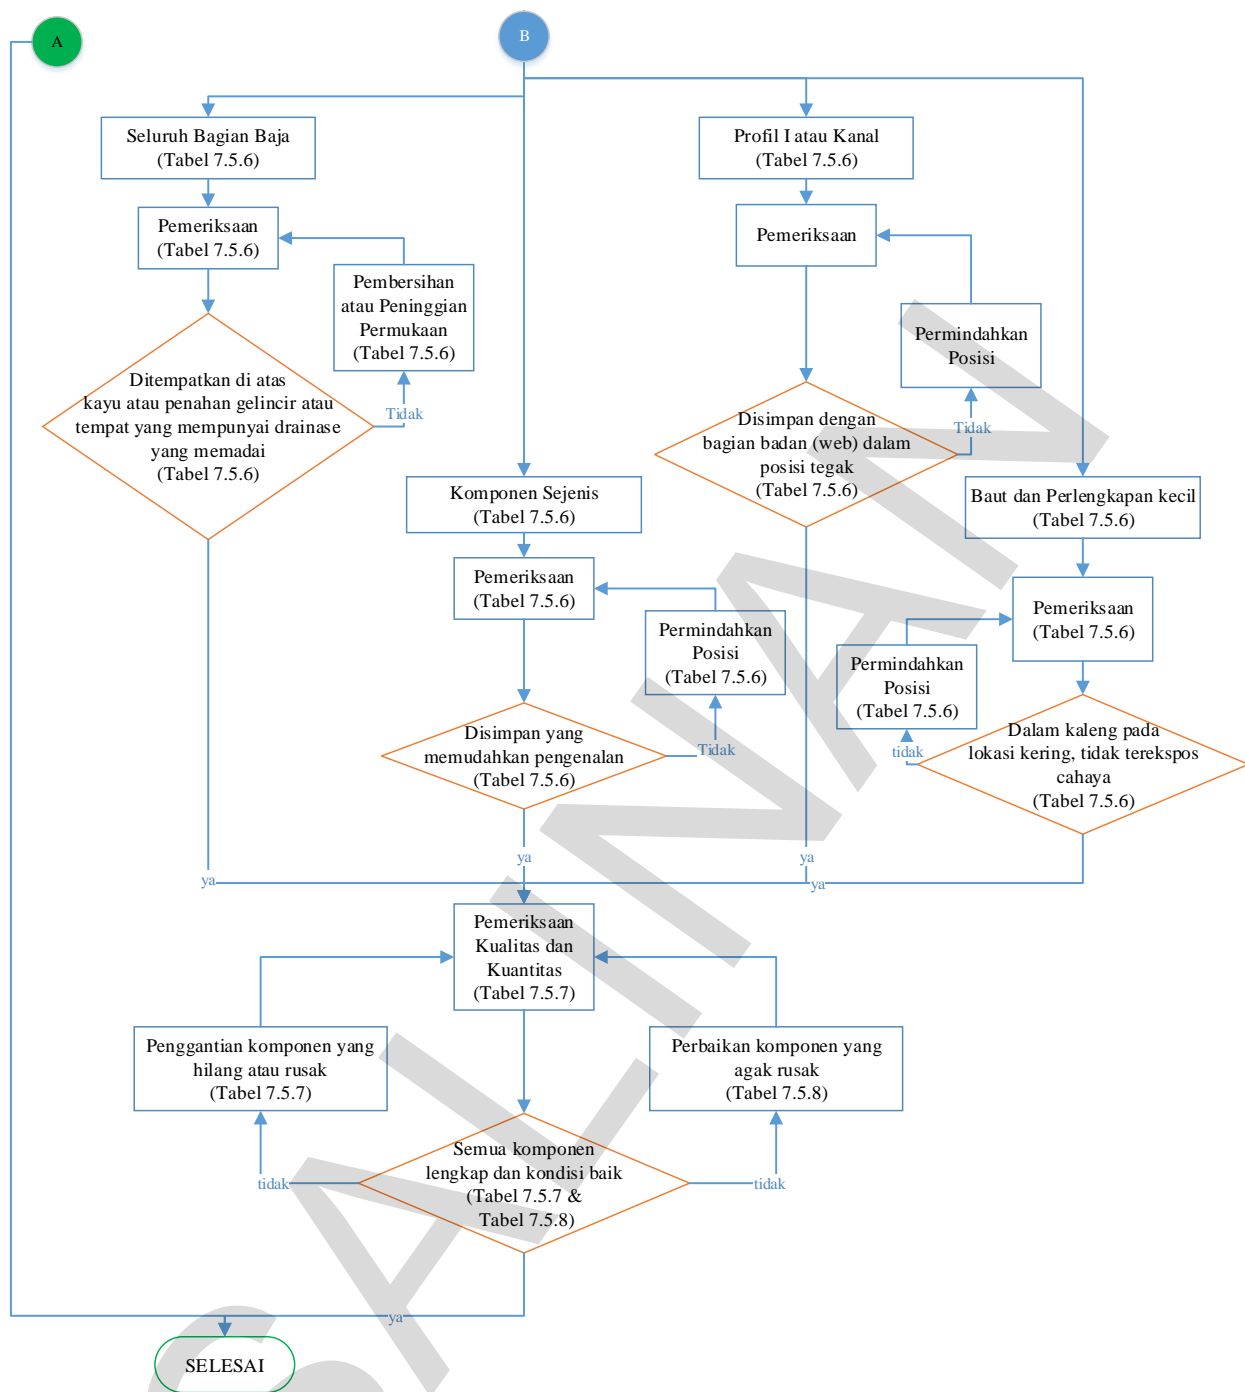 A
B
Seluruh Bagian Baja
(Tabel 7.5.6)
Pemeriksaan
(Tabel 7.5.6)
Pembersihan
atau Peninggian
Permukaan
(Tabel 7.5.6)
Ditempatkan di atas
kayu atau penahan gelincir atau
tempat yang mempunyai drainase
yang memadai
(Tabel 7.5.6)
Tidak
Komponen Sejenis
(Tabel 7.5.6)
Pemeriksaan
(Tabel 7.5.6)
Permindahkan
Posisi
(Tabel 7.5.6)
Disimpan yang
memudahkan pengenalan
(Tabel 7.5.6)
Tidak
Profil I atau Kanal
(Tabel 7.5.6)
Pemeriksaan
Permindahkan
Posisi
Disimpan dengan
bagian badan (web) dalam
posisi tegak
(Tabel 7.5.6)
Tidak
Baut dan Perlengkapan kecil
(Tabel 7.5.6)
Pemeriksaan
(Tabel 7.5.6)
Permindahkan
Posisi
(Tabel 7.5.6)
Dalam kaleng pada
lokasi kering, tidak terekspos
cahaya
(Tabel 7.5.6)
tidak
ya
ya
ya
ya
Pemeriksaan
Kualitas dan
Kuantitas
(Tabel 7.5.7)
Penggantian komponen yang
hilang atau rusak
(Tabel 7.5.7)
Perbaikan komponen yang
agak rusak
(Tabel 7.5.8)
Semua komponen
lengkap dan kondisi baik
(Tabel 7.5.7 &
Tabel 7.5.8)
tidak
tidak
ya
SELESAI
SALINAN